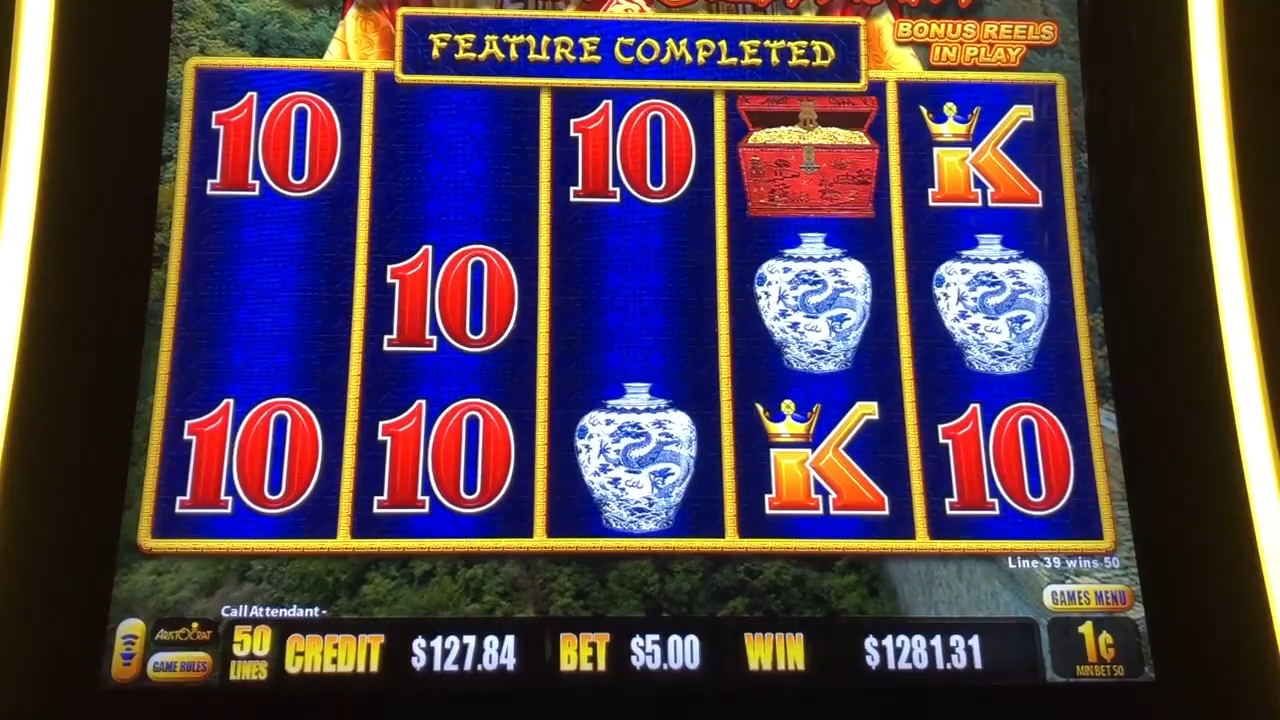 FEATURE COMPLETED
BONUS REELS
IN PLAY
10
10
K
10
10
10
K
10
Line 39 wins 50
GAMES MENU
Call Attendant-
ARISTOCRAT
GAME RULES
50
LINES
CREDIT $127.84
BET $5.00
WIN $1281.31
1¢
MIN BET 50